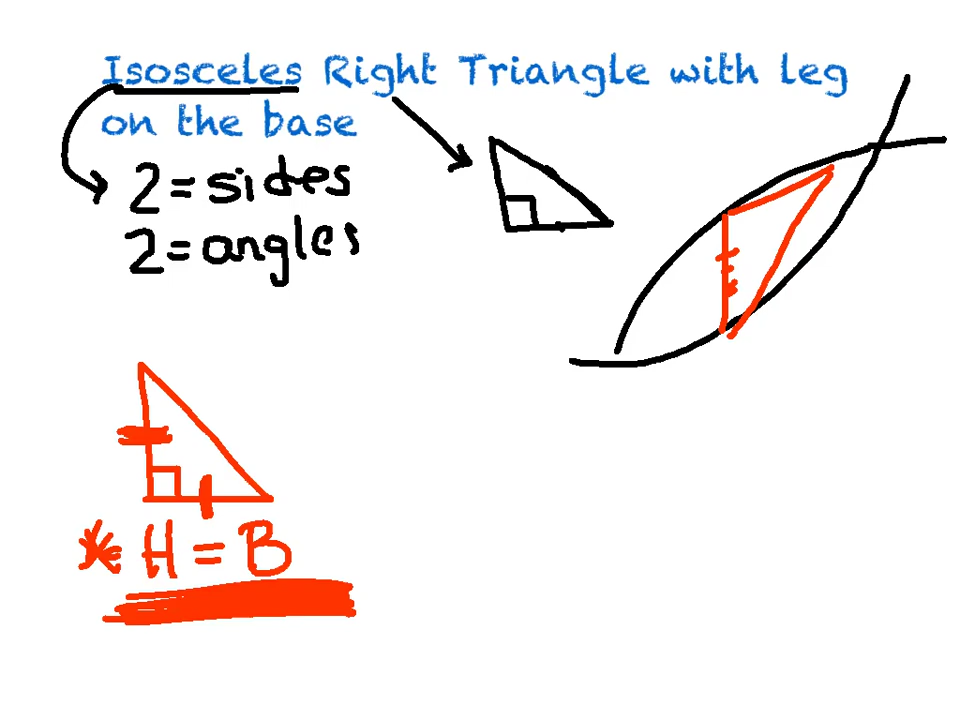 Isosceles Right Triangle with leg
on the base
2 = sides
2 = angles
* H = B